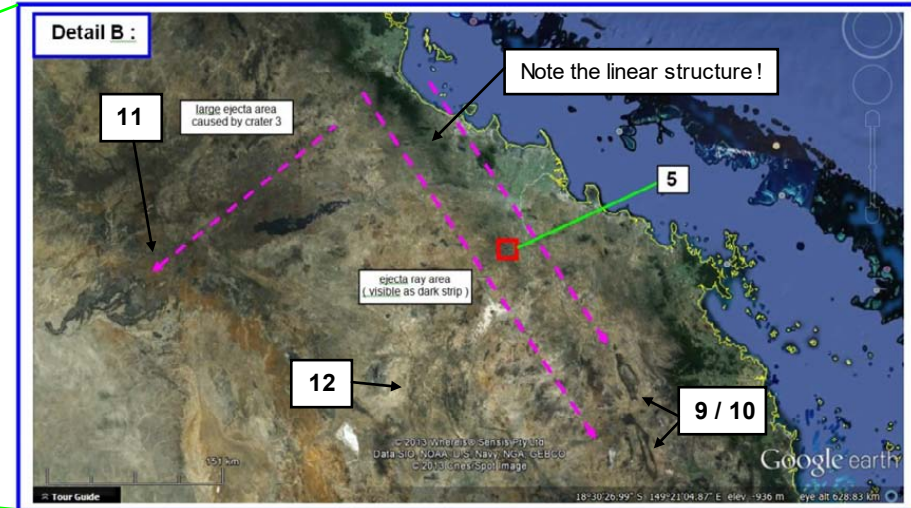 Detail B :
Note the linear structure !
11
large ejecta area
caused by crater 3
5
ejecta ray area
( visible as dark strip )
12
9 / 10
© 2013 Whereis® Sensis Pty Ltd
Data SIO, NOAA, U.S. Navy, NGA, GEBCO
© 2013 Cnes/Spot Image
Google earth
151 km
Tour Guide
18-30'26.99" S 149-21'04.87" E elev -936 m eye alt 628.83 km